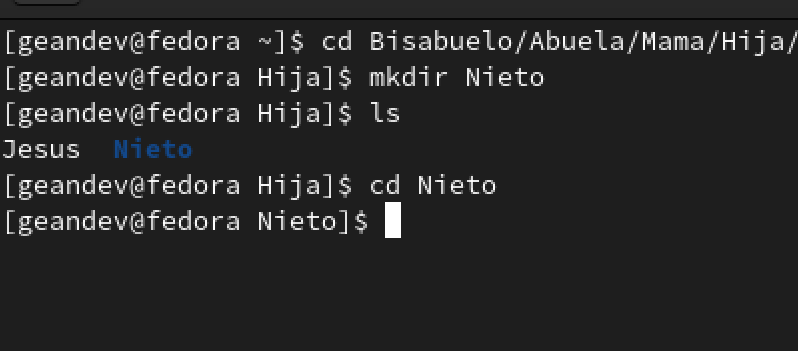 [geandev@fedora ~]$ cd Bisabuelo/Abuela/Mama/Hija/
[geandev@fedora Hija]$ mkdir Nieto
[geandev@fedora Hija]$ ls
Jesus  Nieto
[geandev@fedora Hija]$ cd Nieto
[geandev@fedora Nieto]$